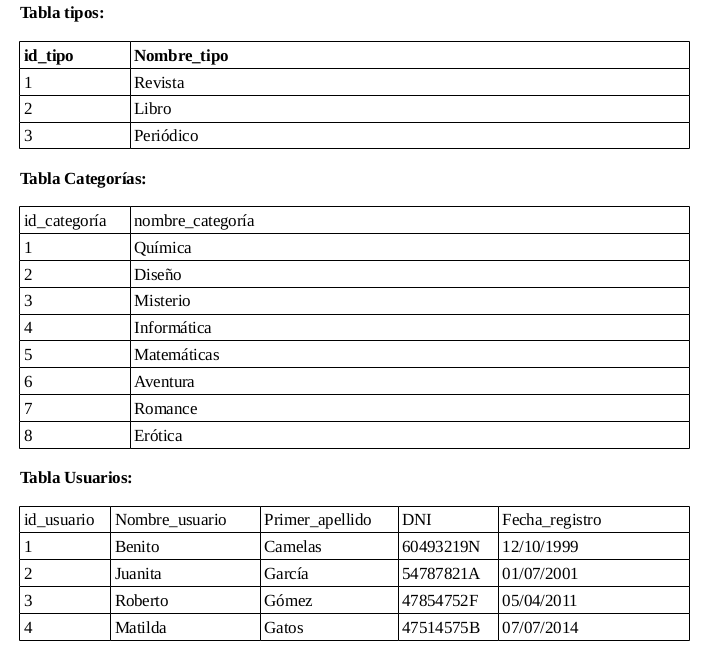 Tabla tipos:
id_tipo Nombre_tipo
1 Revista
2 Libro
3 Periódico
Tabla Categorías:
id_categoría nombre_categoría
1 Química
2 Diseño
3 Misterio
4 Informática
5 Matemáticas
6 Aventura
7 Romance
8 Erótica
Tabla Usuarios:
id_usuario Nombre_usuario Primer_apellido DNI Fecha_registro
1 Benito Camelas 60493219N 12/10/1999
2 Juanita García 54787821A 01/07/2001
3 Roberto Gómez 47854752F 05/04/2011
4 Matilda Gatos 47514575B 07/07/2014